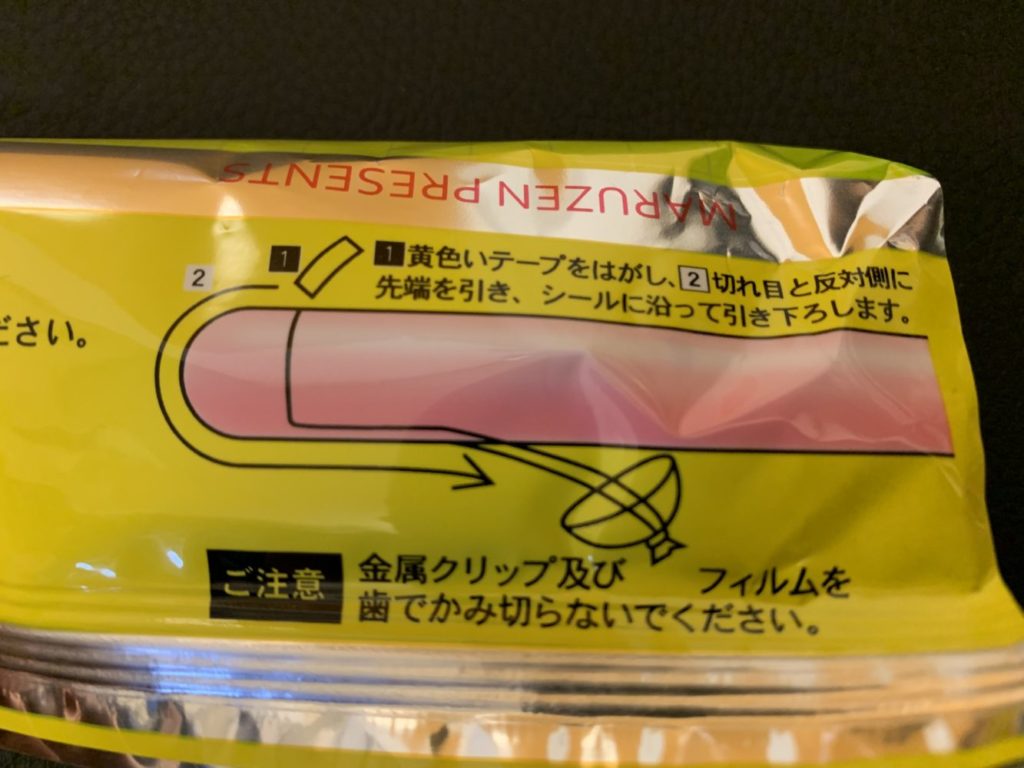 MARUZEN PRESENTS
1
2
1 黄色いテープをはがし、2 切れ目と反対側に
先端を引き、シールに沿って引き下ろします。
ださい。
ご注意
金属クリップ及び フィルムを
歯でかみ切らないでください。